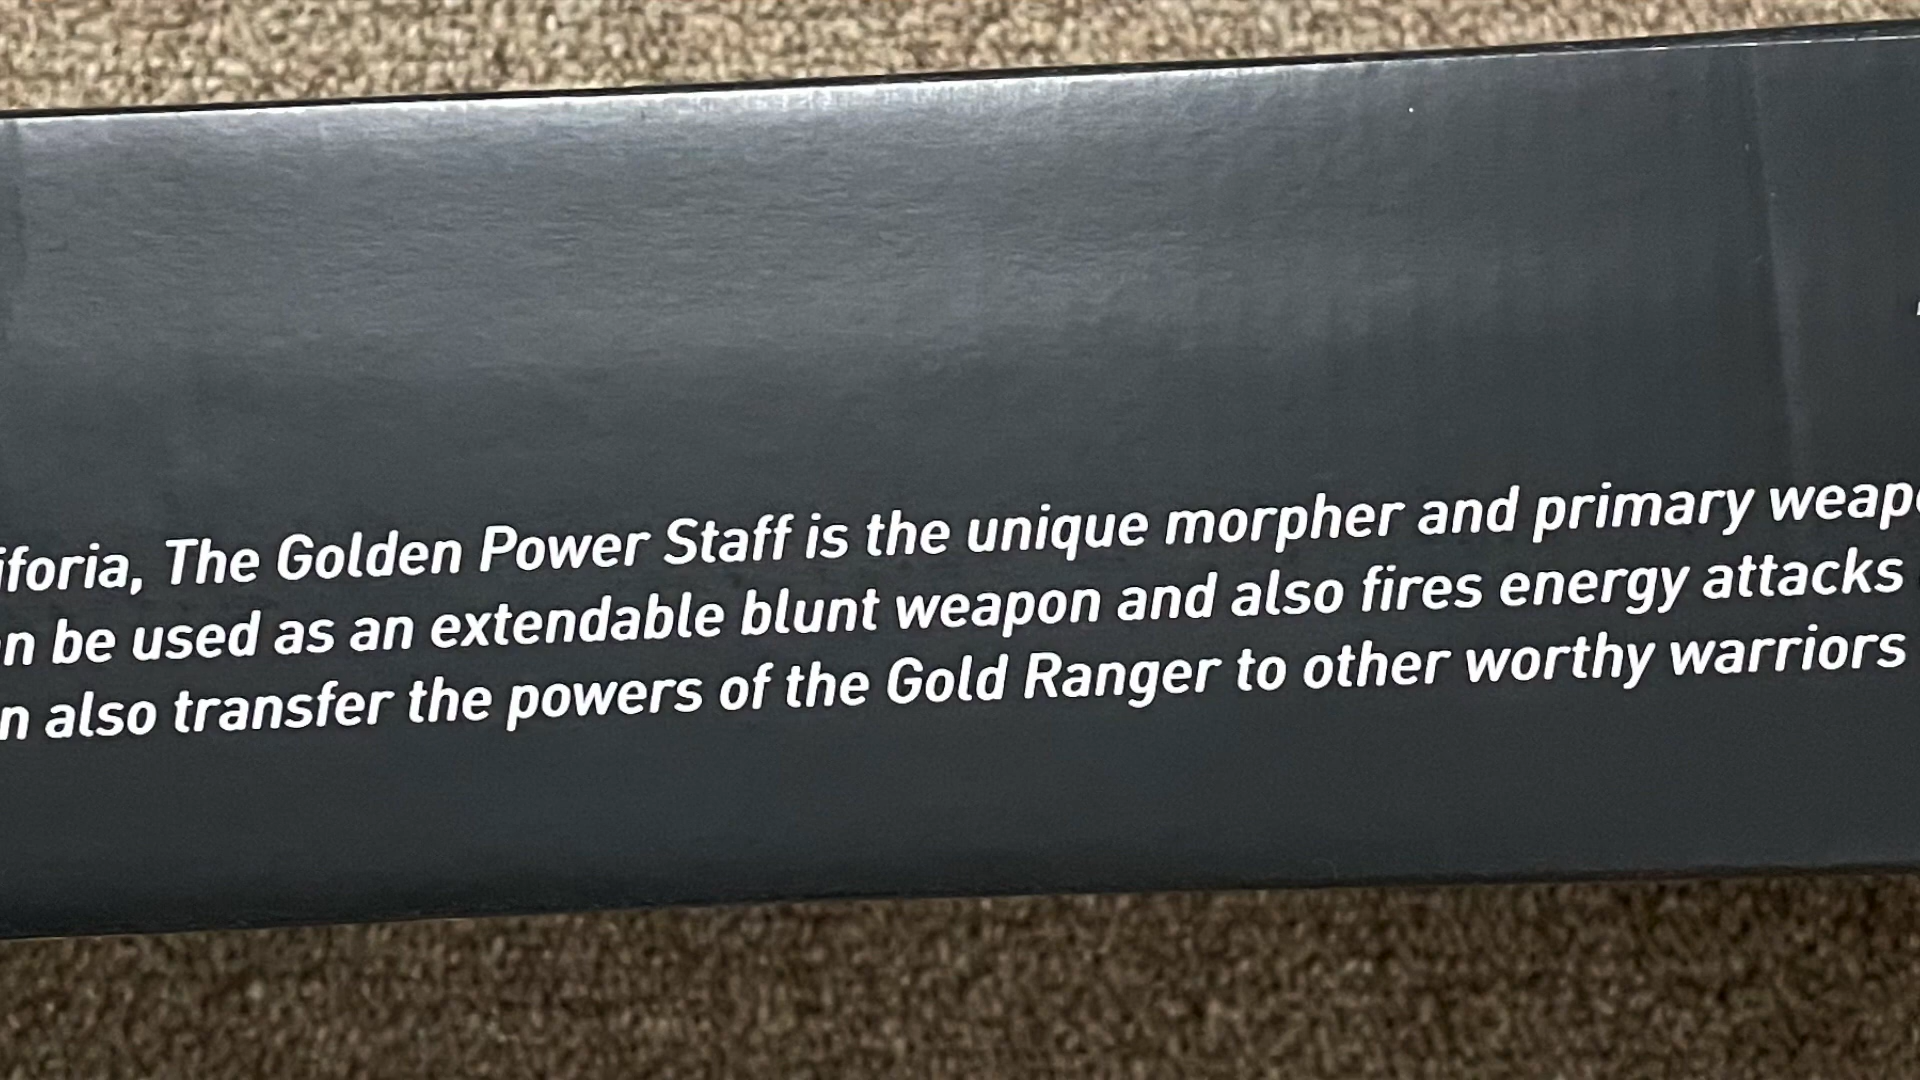 iforia, The Golden Power Staff is the unique morpher and primary weapo
n be used as an extendable blunt weapon and also fires energy attacks
n also transfer the powers of the Gold Ranger to other worthy warriors